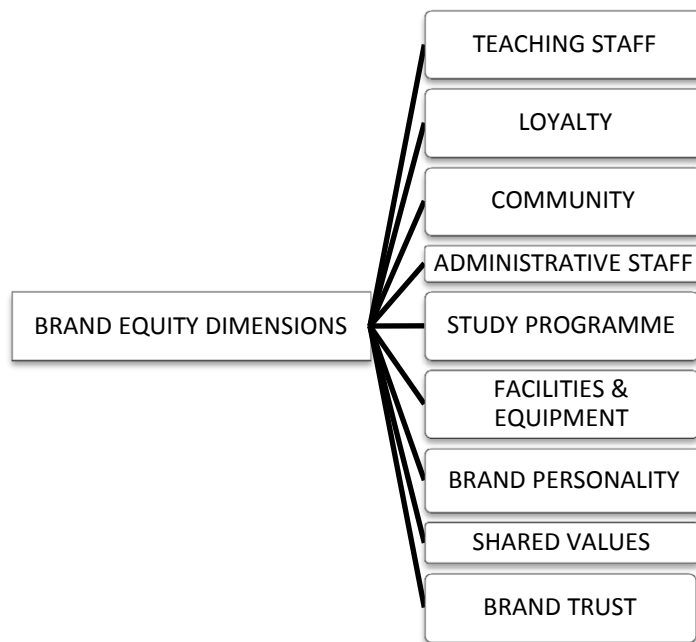 TEACHING STAFF
LOYALTY
COMMUNITY
ADMINISTRATIVE STAFF
BRAND EQUITY DIMENSIONS
STUDY PROGRAMME
FACILITIES &
EQUIPMENT
BRAND PERSONALITY
SHARED VALUES
BRAND TRUST